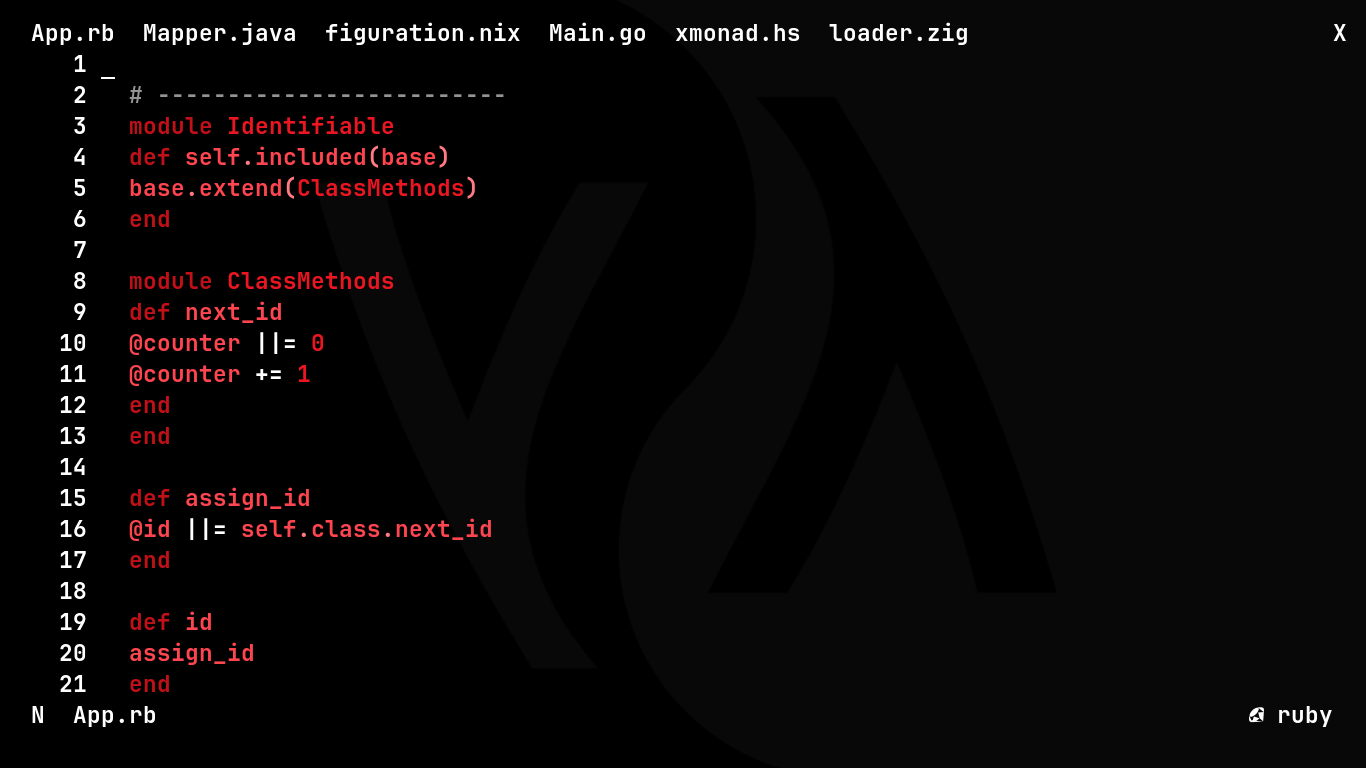 App.rb  Mapper.java  figuration.nix  Main.go  xmonad.hs  loader.zig  X
1 _
2  # -------------------------
3  module Identifiable
4  def self.included(base)
5  base.extend(ClassMethods)
6  end
7
8  module ClassMethods
9  def next_id
10  @counter ||= 0
11  @counter += 1
12  end
13  end
14
15  def assign_id
16  @id ||= self.class.next_id
17  end
18
19  def id
20  assign_id
21  end
N  App.rb  ruby